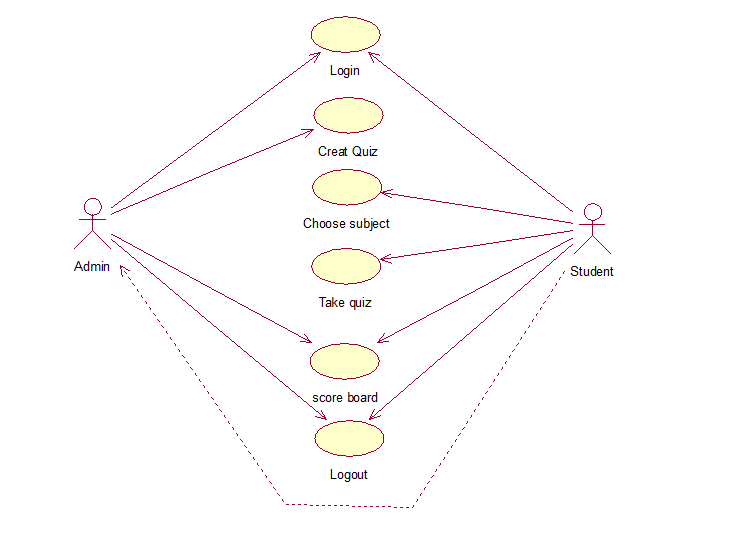 Login
Creat Quiz
Choose subject
Admin
Student
Take quiz
score board
Logout